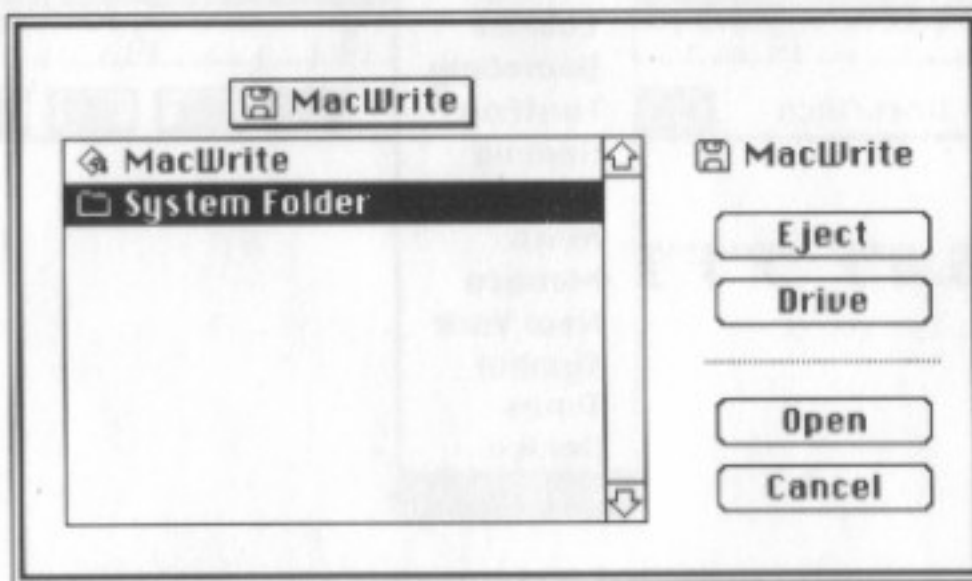 MacWrite
MacWrite
System Folder
MacWrite
Eject
Drive
Open
Cancel